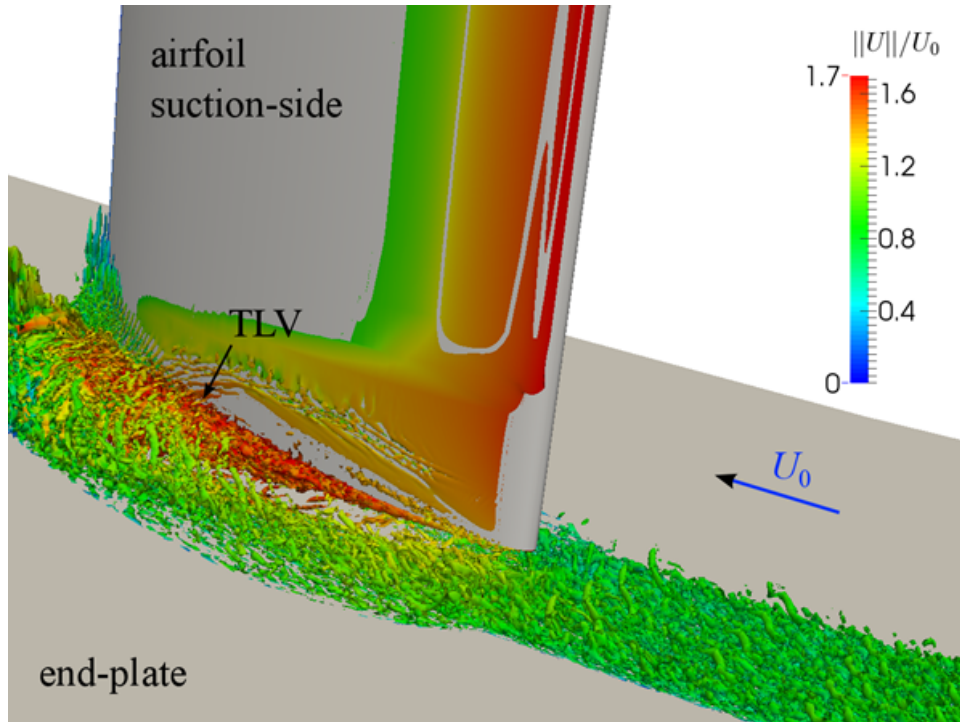 airfoil
suction-side
||U||/U₀
1.7
1.6
1.2
0.8
0.4
0
TLV
U₀
end-plate